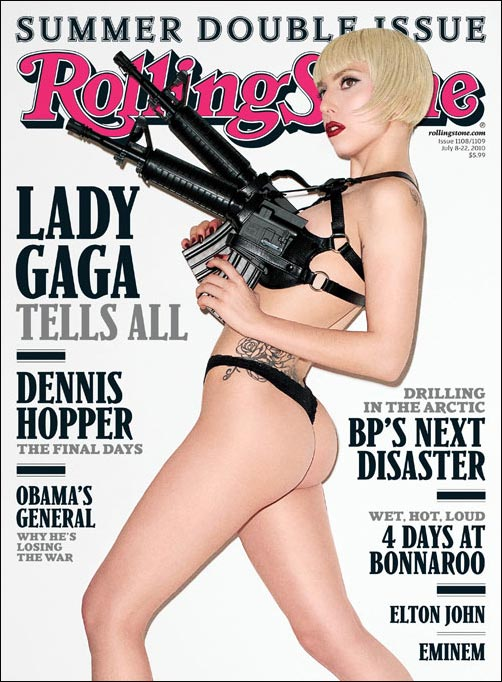 SUMMER DOUBLE ISSUE
RollingStone
rollingstone.com
Issue 1108/1109
July 8-22, 2010
$5.99
LADY
GAGA
TELLS ALL
DENNIS
HOPPER
THE FINAL DAYS
OBAMA'S
GENERAL
WHY HE'S
LOSING
THE WAR
DRILLING
IN THE ARCTIC
BP'S NEXT
DISASTER
WET, HOT, LOUD
4 DAYS AT
BONNAROO
ELTON JOHN
EMINEM